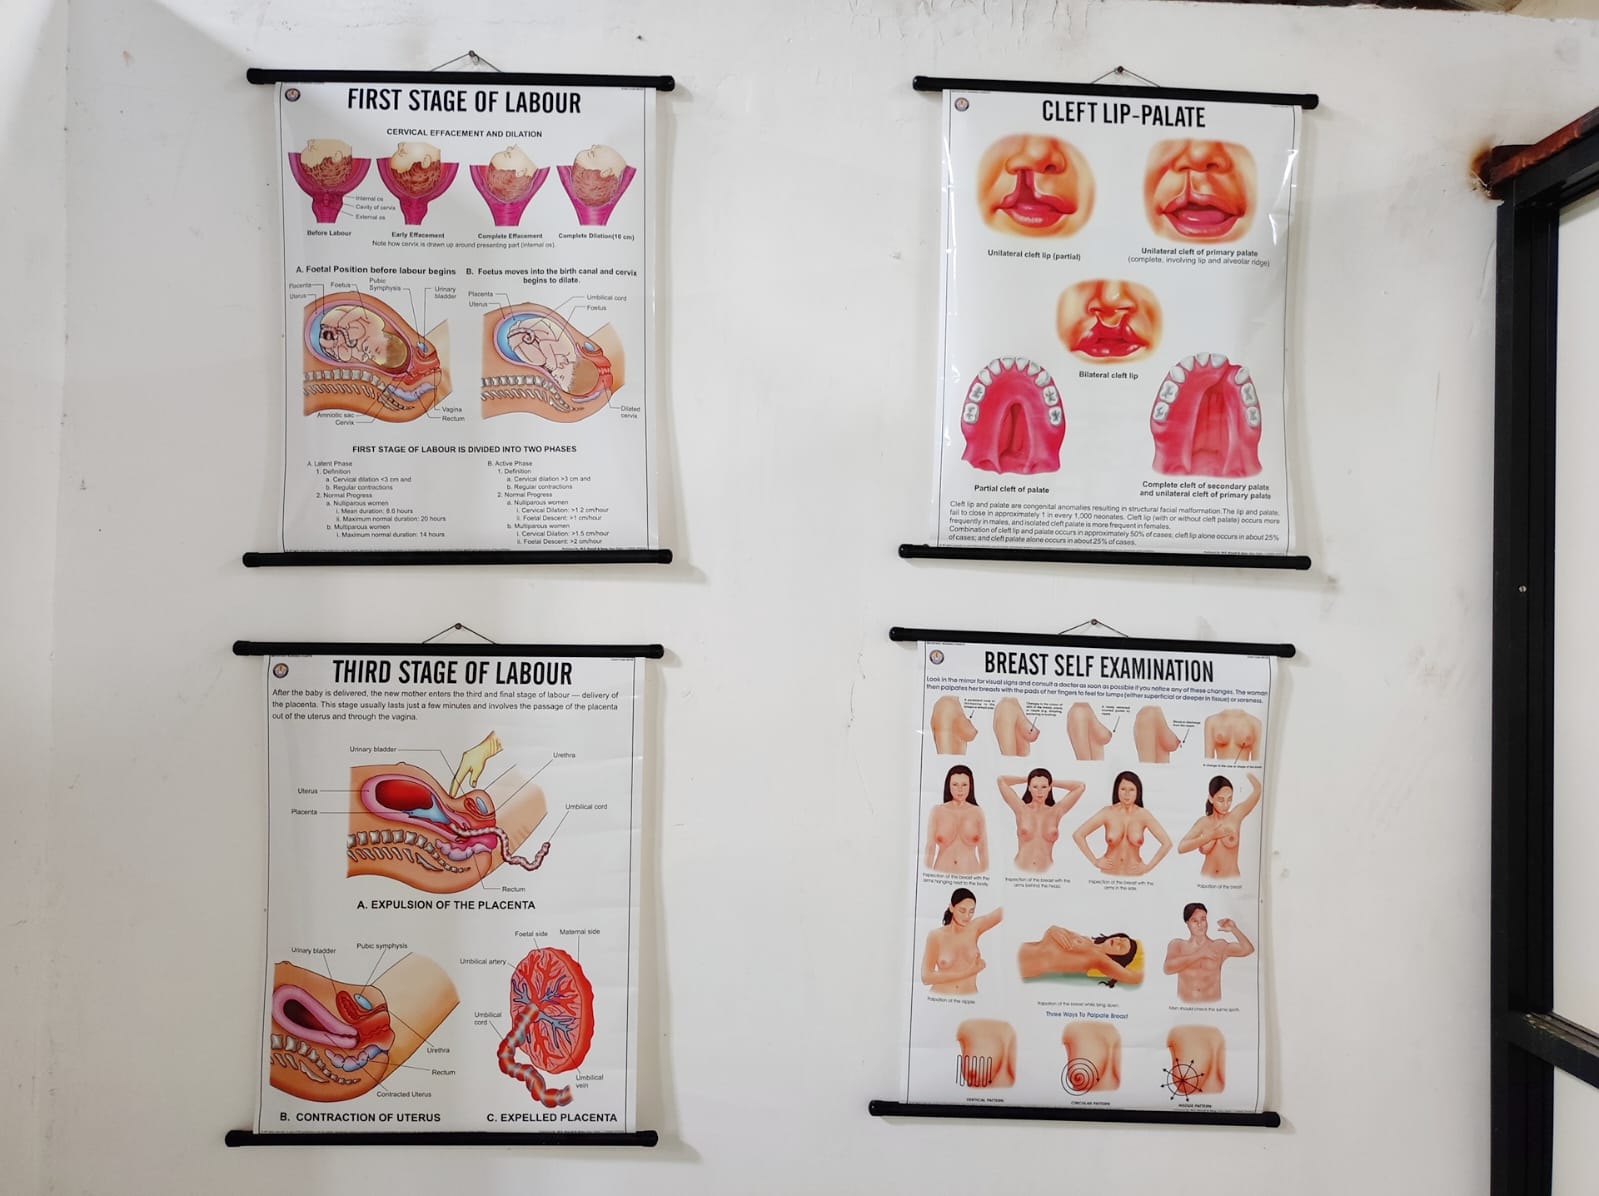 FIRST STAGE OF LABOUR
CERVICAL EFFACEMENT AND DILATION
Internal os
Cavity of cervix
External os
Before Labour
Early Effacement
Complete Effacement
Complete Dilation(10 cm)
Note how cervix is drawn up around presenting part (internal os).
A. Foetal Position before labour begins
Placenta
Foetus
Pubic
Symphysis
Urinary
bladder
Uterus
Amniotic sac
Cervix
Vagina
Rectum
B. Foetus moves into the birth canal and cervix
begins to dilate.
Placenta
Uterus
Umbilical cord
Foetus
Dilated
cervix
FIRST STAGE OF LABOUR IS DIVIDED INTO TWO PHASES
A. Latent Phase
1. Definition
a. Cervical dilation <3 cm and
b. Regular contractions
2. Normal Progress
a. Nulliparous women
i. Mean duration: 8.6 hours
ii. Maximum normal duration: 20 hours
b. Multiparous women
i. Maximum normal duration: 14 hours
B. Active Phase
1. Definition
a. Cervical dilation >3 cm and
b. Regular contractions
2. Normal Progress
a. Nulliparous women
i. Cervical Dilation: >1.2 cm/hour
ii. Foetal Descent: >1 cm/hour
b. Multiparous women
i. Cervical Dilation: >1.5 cm/hour
ii. Foetal Descent: >2 cm/hour
CLEFT LIP-PALATE
Unilateral cleft lip (partial)
Unilateral cleft of primary palate
(complete, involving lip and alveolar ridge)
Bilateral cleft lip
Partial cleft of palate
Complete cleft of secondary palate
and unilateral cleft of primary palate
Cleft lip and palate are congenital anomalies resulting in structural facial malformation. The lip and palate,
fail to close in approximately 1 in every 1,000 neonates. Cleft lip (with or without cleft palate) occurs more
frequently in males, and isolated cleft palate is more frequent in females.
Combination of cleft lip and palate occurs in approximately 50% of cases; cleft lip alone occurs in about 25%
of cases; and cleft palate alone occurs in about 25% of cases.
THIRD STAGE OF LABOUR
After the baby is delivered, the new mother enters the third and final stage of labour — delivery of
the placenta. This stage usually lasts just a few minutes and involves the passage of the placenta
out of the uterus and through the vagina.
Urinary bladder
Urethra
Uterus
Placenta
Umbilical cord
Rectum
A. EXPULSION OF THE PLACENTA
Urinary bladder
Pubic symphysis
Urethra
Rectum
Contracted Uterus
B. CONTRACTION OF UTERUS
Foetal side
Maternal side
Umbilical artery
Umbilical
cord
Umbilical
vein
C. EXPELLED PLACENTA
BREAST SELF EXAMINATION
Look in the mirror for visual signs and consult a doctor as soon as possible if you notice any of these changes. The woman
then palpates her breasts with the pads of her fingers to feel for lumps (either superficial or deeper in tissue) or soreness.
Inspection of the breast with the
arms hanging next to the body.
Inspection of the breast with the
arms behind the head.
Inspection of the breast with the
arms in the side.
Palpation of the breast
Palpation of the nipple
Palpation of the breast while lying down
Men should check the same spots
Three Ways To Palpate Breast
VERTICAL PATTERN
CIRCULAR PATTERN
WEDGE PATTERN